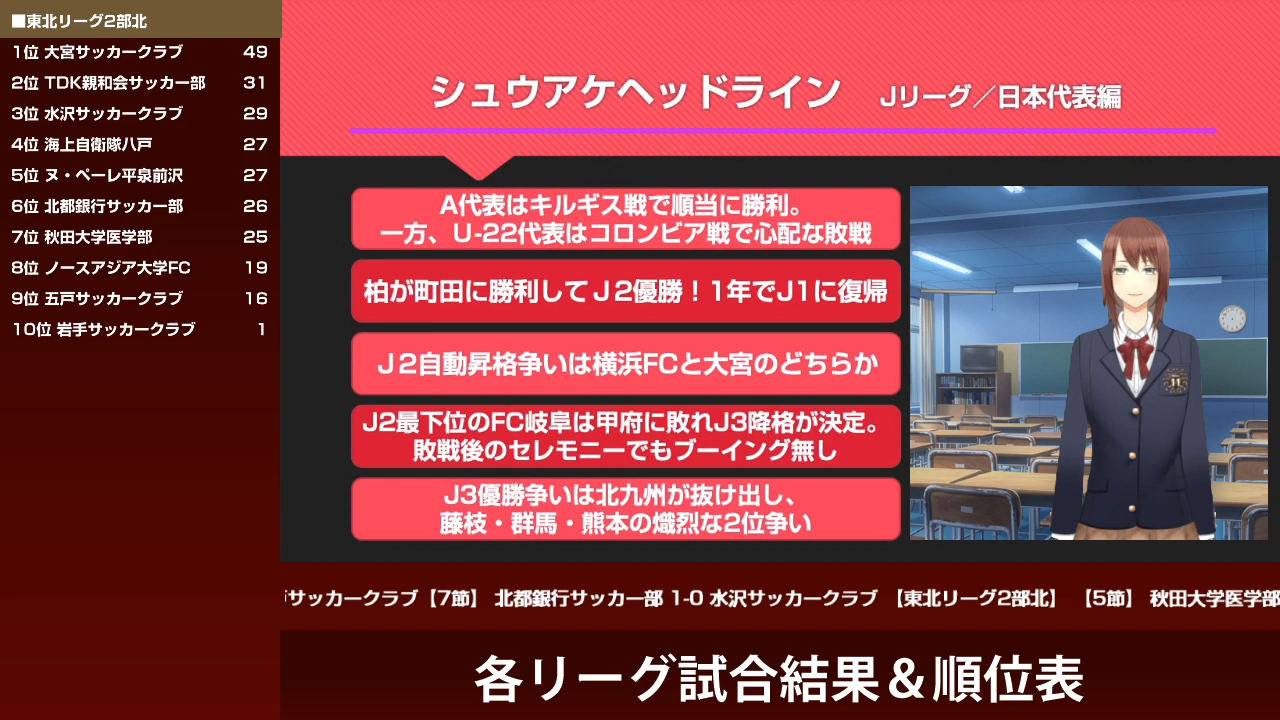 ■東北リーグ2部北
1位 大宮サッカークラブ 49
2位 TDK親和会サッカー部 31
3位 水沢サッカークラブ 29
4位 海上自衛隊八戸 27
5位 ヌ・ペーレ平泉前沢 27
6位 北都銀行サッカー部 26
7位 秋田大学医学部 25
8位 ノースアジア大学FC 19
9位 五戸サッカークラブ 16
10位 岩手サッカークラブ 1
シュウアケヘッドライン Jリーグ／日本代表編
A代表はキルギス戦で順当に勝利。
一方、U-22代表はコロンビア戦で心配な敗戦
柏が町田に勝利してＪ2優勝！1年でJ1に復帰
Ｊ2自動昇格争いは横浜FCと大宮のどちらか
J2最下位のFC岐阜は甲府に敗れJ3降格が決定。
敗戦後のセレモニーでもブーイング無し
J3優勝争いは北九州が抜け出し、
藤枝・群馬・熊本の熾烈な2位争い
サッカークラブ【7節】 北都銀行サッカー部 1-0 水沢サッカークラブ 【東北リーグ2部北】 【5節】 秋田大学医学部
各リーグ試合結果＆順位表